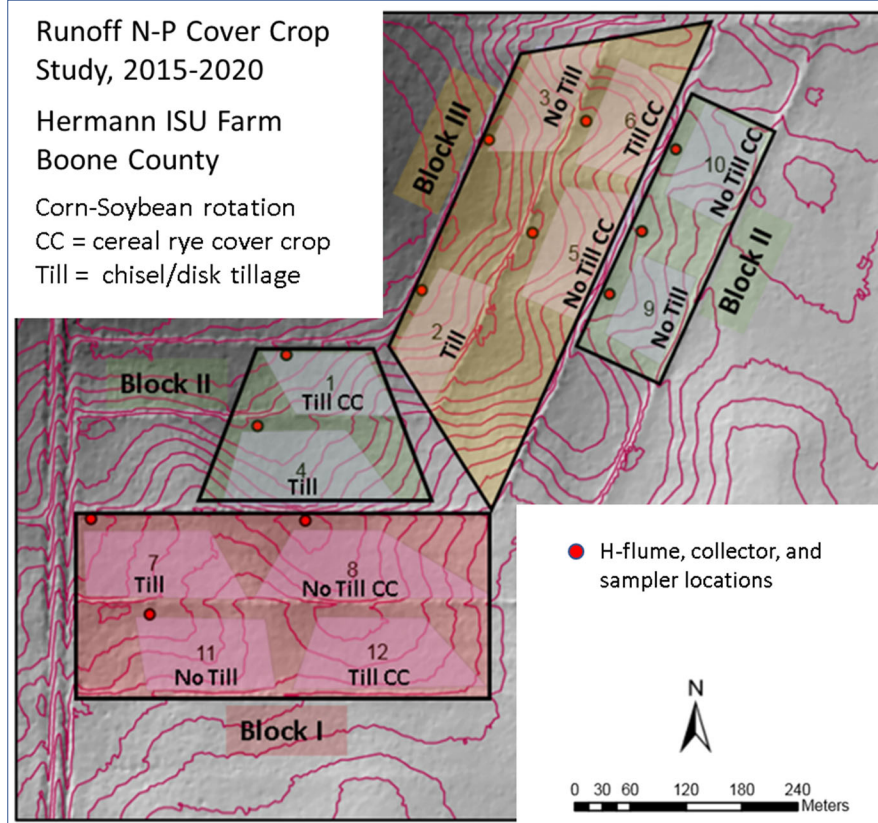 Runoff N-P Cover Crop
Study, 2015-2020
Hermann ISU Farm
Boone County
Corn-Soybean rotation
CC = cereal rye cover crop
Till = chisel/disk tillage
Block III
3
No Till
6
Till CC
10
No Till CC
5
No Till CC
9
No Till
Block II
2
Till
Block II
1
Till CC
4
Till
7
Till
8
No Till CC
11
No Till
12
Till CC
Block I
H-flume, collector, and
sampler locations
N
0 30 60 120 180 240
Meters